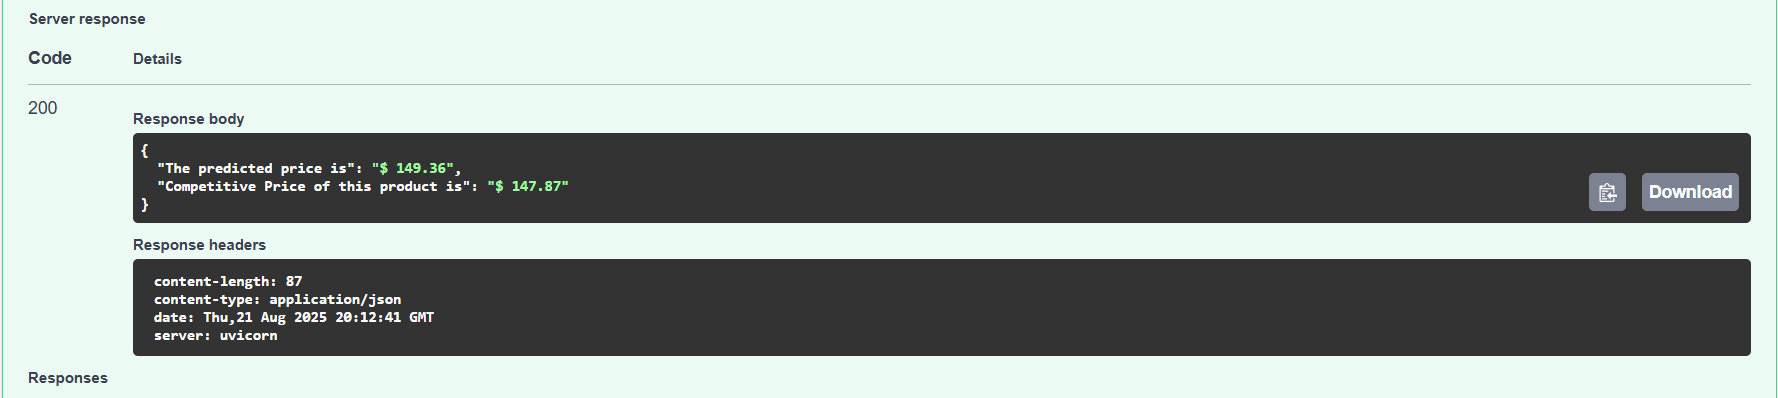 Server response
Code Details
200
Response body
{
  "The predicted price is": "$ 149.36",
  "Competitive Price of this product is": "$ 147.87"
}
Download
Response headers
content-length: 87
content-type: application/json
date: Thu,21 Aug 2025 20:12:41 GMT
server: uvicorn
Responses